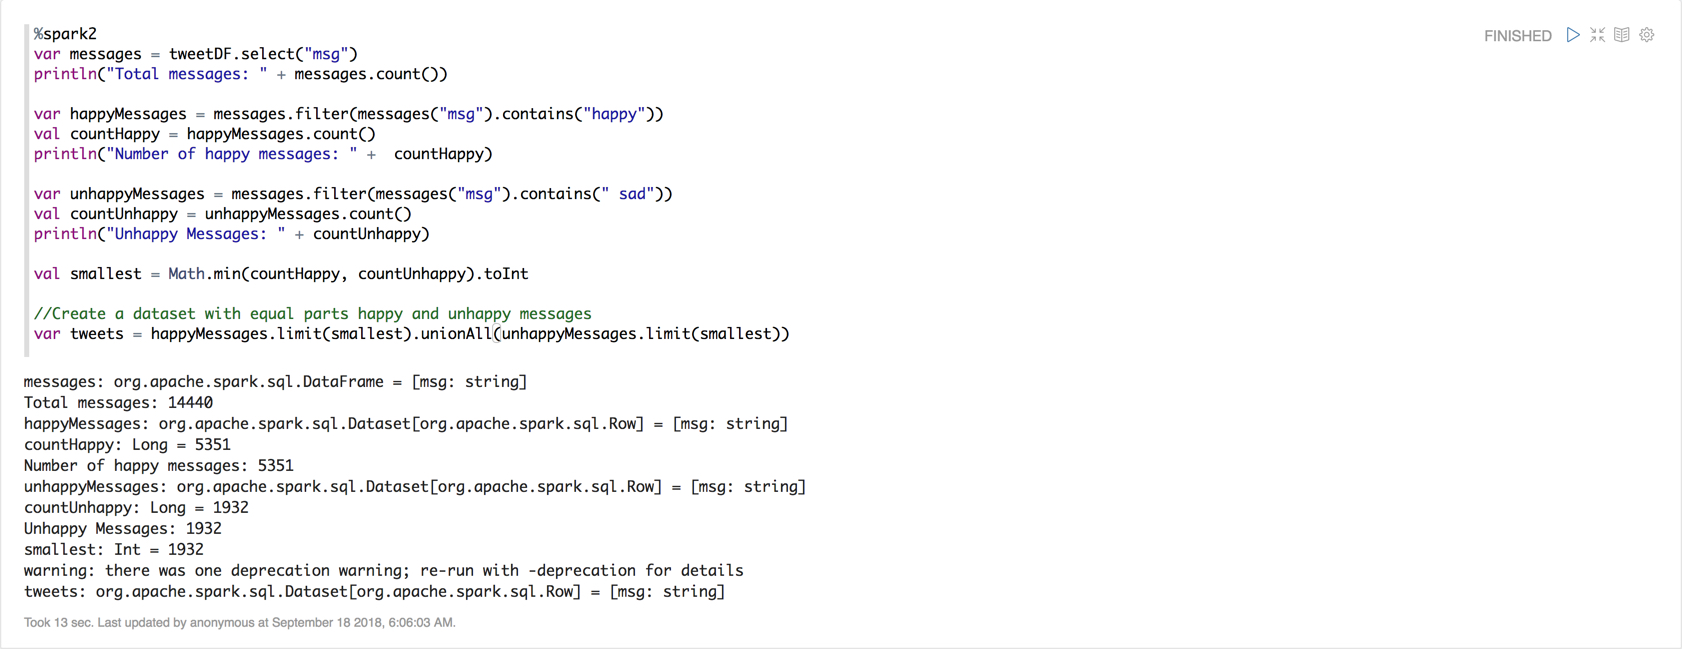 %spark2
FINISHED
var messages = tweetDF.select("msg")
println("Total messages: " + messages.count())
var happyMessages = messages.filter(messages("msg").contains("happy"))
val countHappy = happyMessages.count()
println("Number of happy messages: " +  countHappy)
var unhappyMessages = messages.filter(messages("msg").contains(" sad"))
val countUnhappy = unhappyMessages.count()
println("Unhappy Messages: " + countUnhappy)
val smallest = Math.min(countHappy, countUnhappy).toInt
//Create a dataset with equal parts happy and unhappy messages
var tweets = happyMessages.limit(smallest).unionAll(unhappyMessages.limit(smallest))
messages: org.apache.spark.sql.DataFrame = [msg: string]
Total messages: 14440
happyMessages: org.apache.spark.sql.Dataset[org.apache.spark.sql.Row] = [msg: string]
countHappy: Long = 5351
Number of happy messages: 5351
unhappyMessages: org.apache.spark.sql.Dataset[org.apache.spark.sql.Row] = [msg: string]
countUnhappy: Long = 1932
Unhappy Messages: 1932
smallest: Int = 1932
warning: there was one deprecation warning; re-run with -deprecation for details
tweets: org.apache.spark.sql.Dataset[org.apache.spark.sql.Row] = [msg: string]
Took 13 sec. Last updated by anonymous at September 18 2018, 6:06:03 AM.